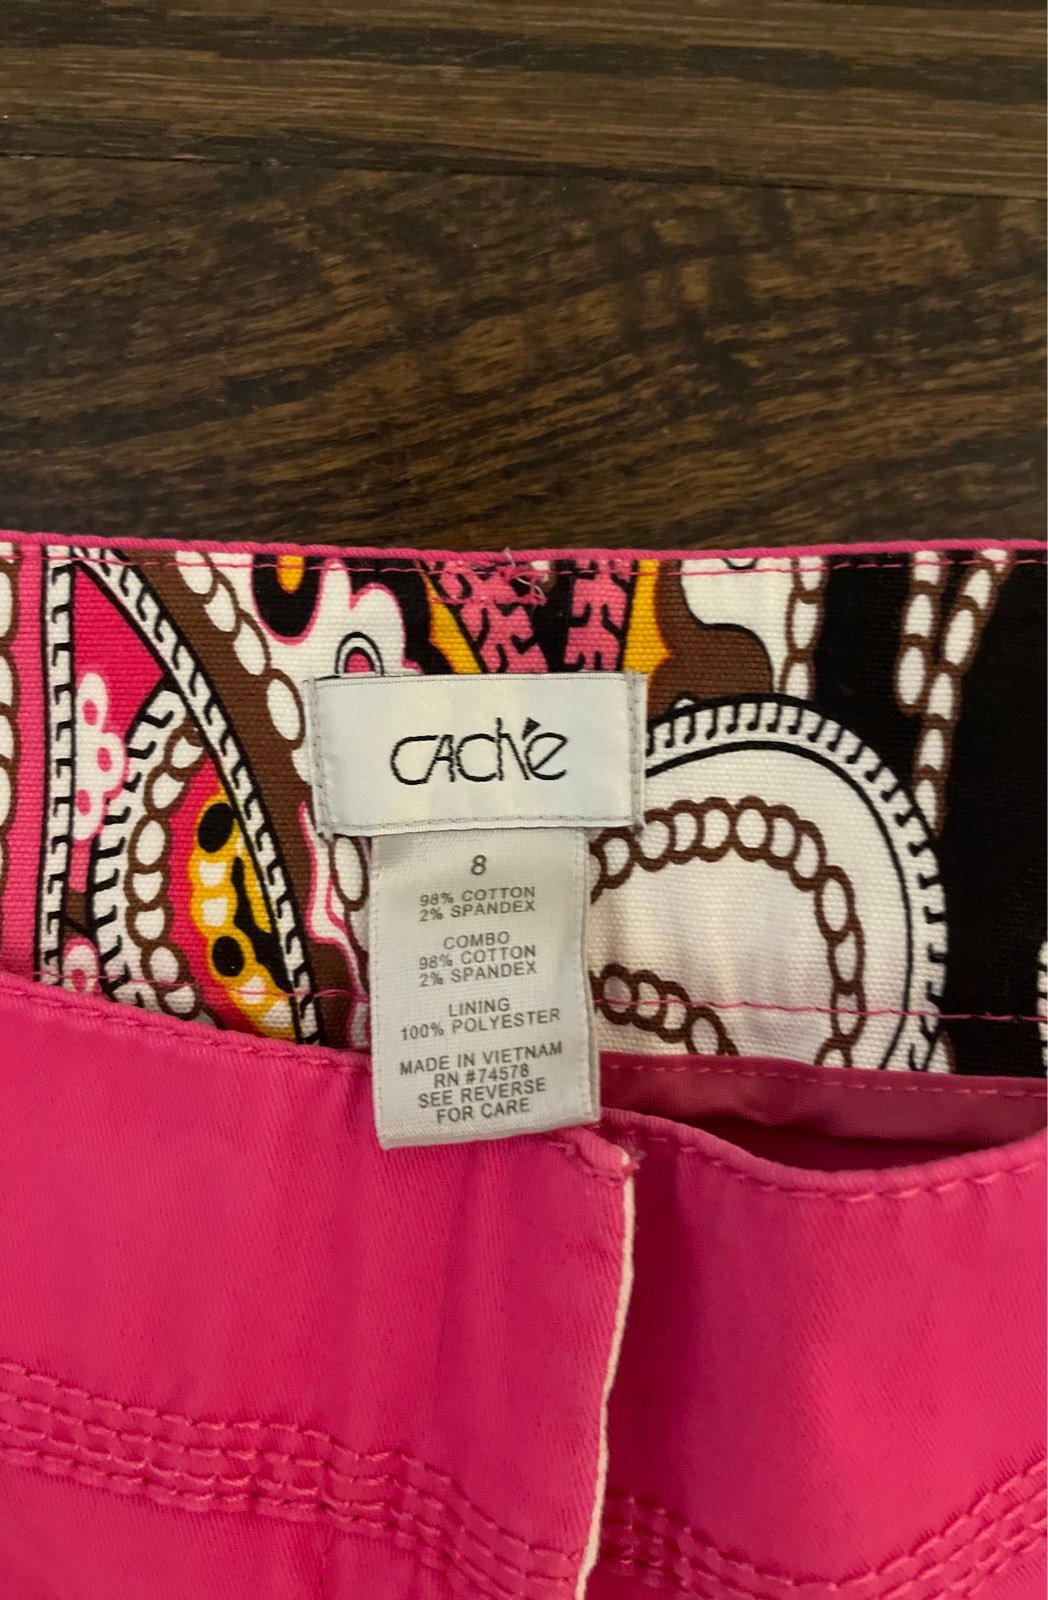 CAChé
8
98% COTTON
2% SPANDEX
COMBO
98% COTTON
2% SPANDEX
LINING
100% POLYESTER
MADE IN VIETNAM
RN #74578
SEE REVERSE
FOR CARE